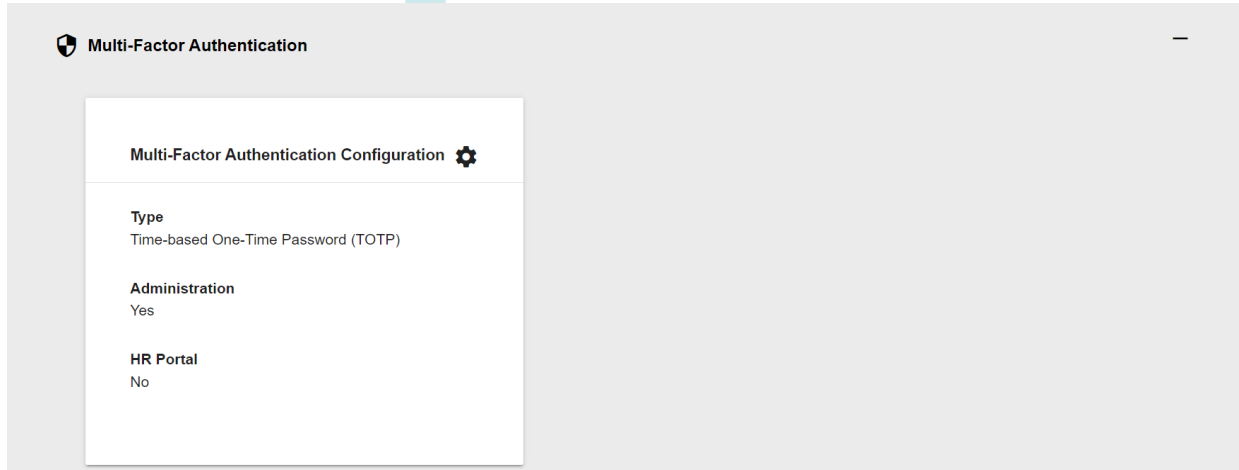 Multi-Factor Authentication
Multi-Factor Authentication Configuration
Type
Time-based One-Time Password (TOTP)
Administration
Yes
HR Portal
No